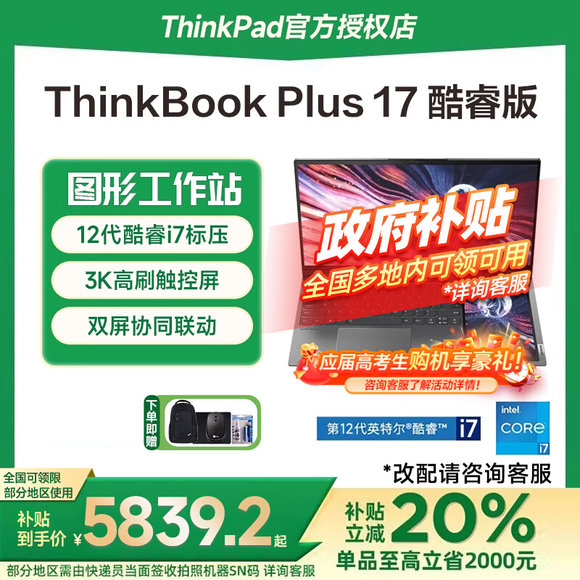 ThinkPad官方授权店
ThinkBook Plus 17 酷睿版
图形工作站
12代酷睿i7标压
3K高刷触控屏
双屏协同联动
政府补贴
全国多地内可领可用
*详询客服
应届高考生购机享豪礼!
咨询客服了解活动详情!
下单即赠
第12代英特尔®酷睿™ i7
intel
CORE
i7
*改配请咨询客服
全国可领限
部分地区使用
补贴
到手价 ¥5839.2起
补贴
立减 20%
单品至高立省2000元
部分地区需由快递员当面签收拍照机器SN码 详询客服